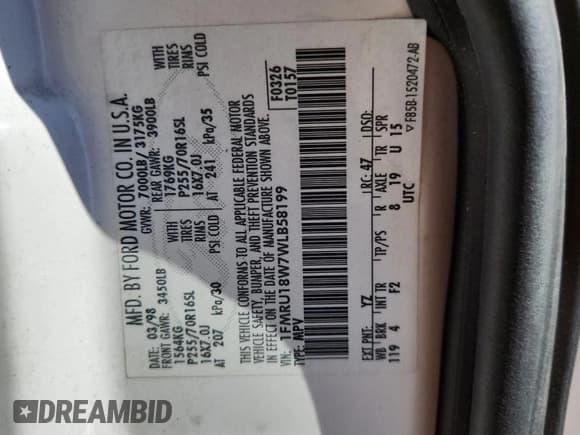 MFD. BY FORD MOTOR CO. IN U.S.A.
DATE: 03/98 GVWR: 7000LB/ 3175KG
FRONT GAWR: 3450LB REAR GAWR: 3900LB
1564KG WITH 1769KG WITH
P255/70R16SL TIRES P255/70R16SL TIRES
16X7.0J RIMS 16X7.0J RIMS
AT 207 kPa/30 PSI COLD AT 241 kPa/35 PSI COLD
THIS VEHICLE CONFORMS TO ALL APPLICABLE FEDERAL MOTOR
VEHICLE SAFETY, BUMPER, AND THEFT PREVENTION STANDARDS
IN EFFECT ON THE DATE OF MANUFACTURE SHOWN ABOVE.
1FMRU18W7WLB58199 F0326
TYPE: MPV T0157
EXT PNT: YZ RC: 47 DSO:
WB BRK TP/PS R AXLE TR SPR
119 4 F2 8 19 U 15
UTC
▽ F85B-1520472-AB
DREAMBID